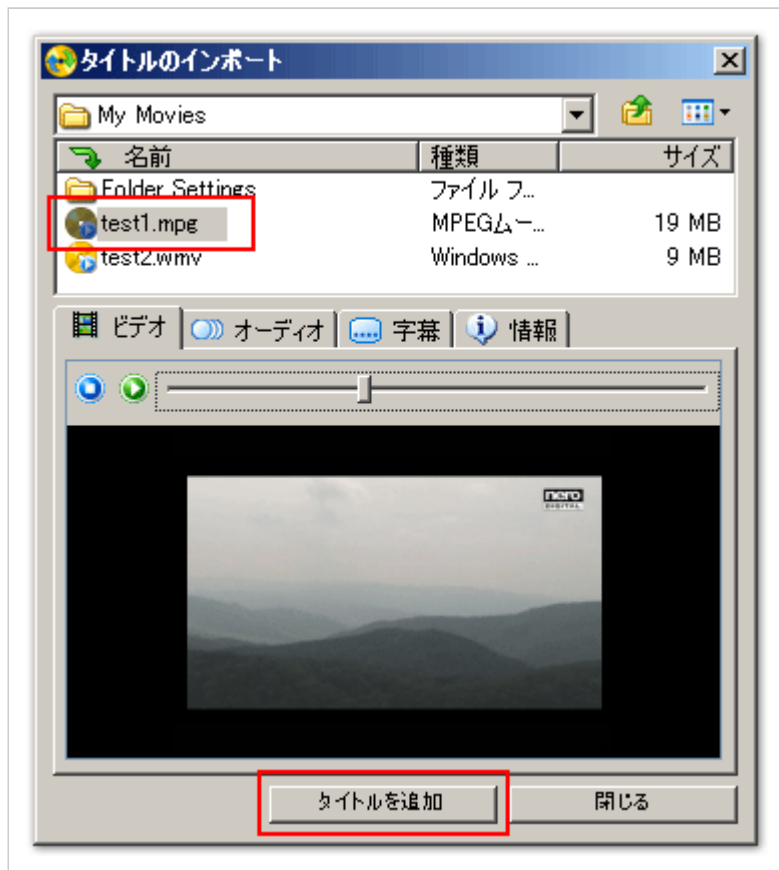 タイトルのインポート
My Movies
名前 種類 サイズ
Folder Settings ファイル フ...
test1.mpg MPEGムー... 19 MB
test2.wmv Windows ... 9 MB
ビデオ オーディオ 字幕 情報
nero
DIGITAL
タイトルを追加 閉じる